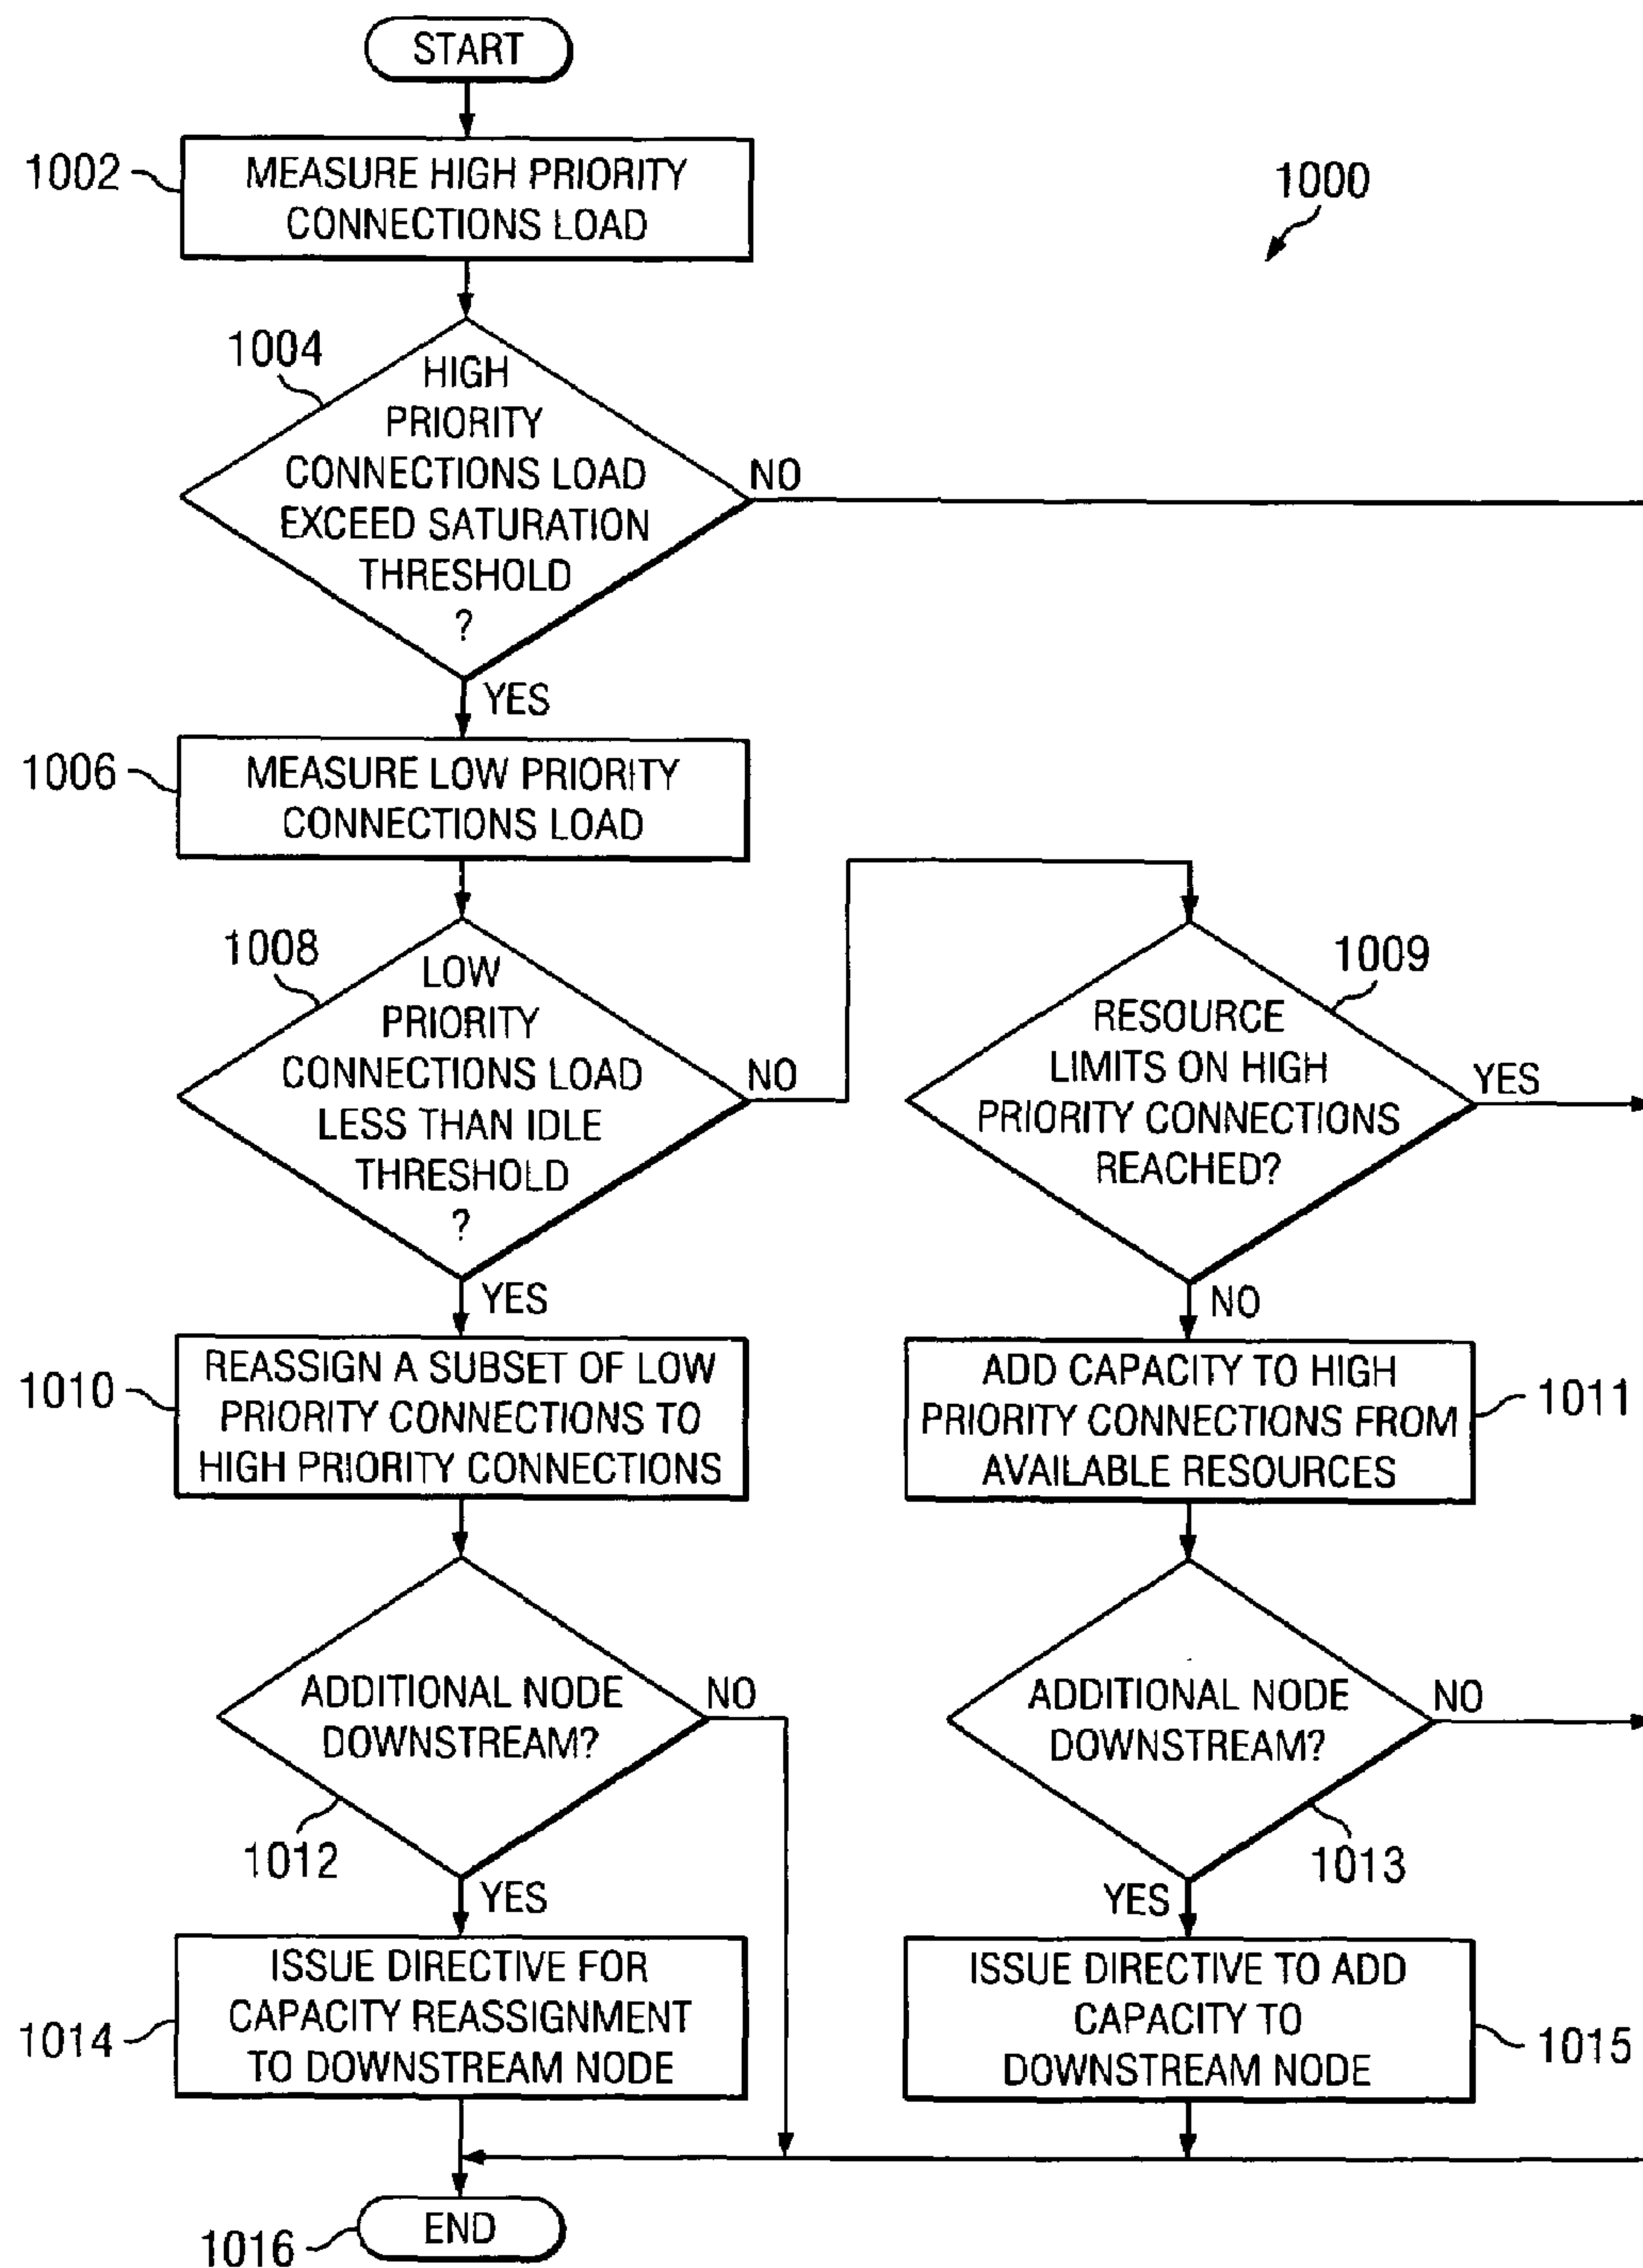 START
1002
MEASURE HIGH PRIORITY
CONNECTIONS LOAD
1000
1004
HIGH
PRIORITY
CONNECTIONS LOAD
EXCEED SATURATION
THRESHOLD
?
NO
YES
1006
MEASURE LOW PRIORITY
CONNECTIONS LOAD
1008
LOW
PRIORITY
CONNECTIONS LOAD
LESS THAN IDLE
THRESHOLD
?
NO
YES
1009
RESOURCE
LIMITS ON HIGH
PRIORITY CONNECTIONS
REACHED?
YES
NO
1010
REASSIGN A SUBSET OF LOW
PRIORITY CONNECTIONS TO
HIGH PRIORITY CONNECTIONS
ADD CAPACITY TO HIGH
PRIORITY CONNECTIONS FROM
AVAILABLE RESOURCES
1011
ADDITIONAL NODE
DOWNSTREAM?
NO
1012
YES
ADDITIONAL NODE
DOWNSTREAM?
NO
1013
YES
1014
ISSUE DIRECTIVE FOR
CAPACITY REASSIGNMENT
TO DOWNSTREAM NODE
ISSUE DIRECTIVE TO ADD
CAPACITY TO
DOWNSTREAM NODE
1015
1016
END